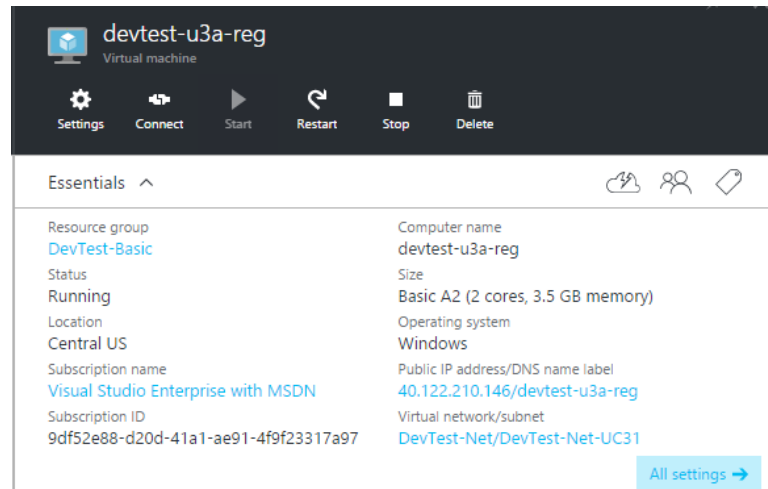 devtest-u3a-reg
Virtual machine
Settings Connect Start Restart Stop Delete
Essentials
Resource group
DevTest-Basic
Status
Running
Location
Central US
Subscription name
Visual Studio Enterprise with MSDN
Subscription ID
9df52e88-d20d-41a1-ae91-4f9f23317a97
Computer name
devtest-u3a-reg
Size
Basic A2 (2 cores, 3.5 GB memory)
Operating system
Windows
Public IP address/DNS name label
40.122.210.146/devtest-u3a-reg
Virtual network/subnet
DevTest-Net/DevTest-Net-UC31
All settings